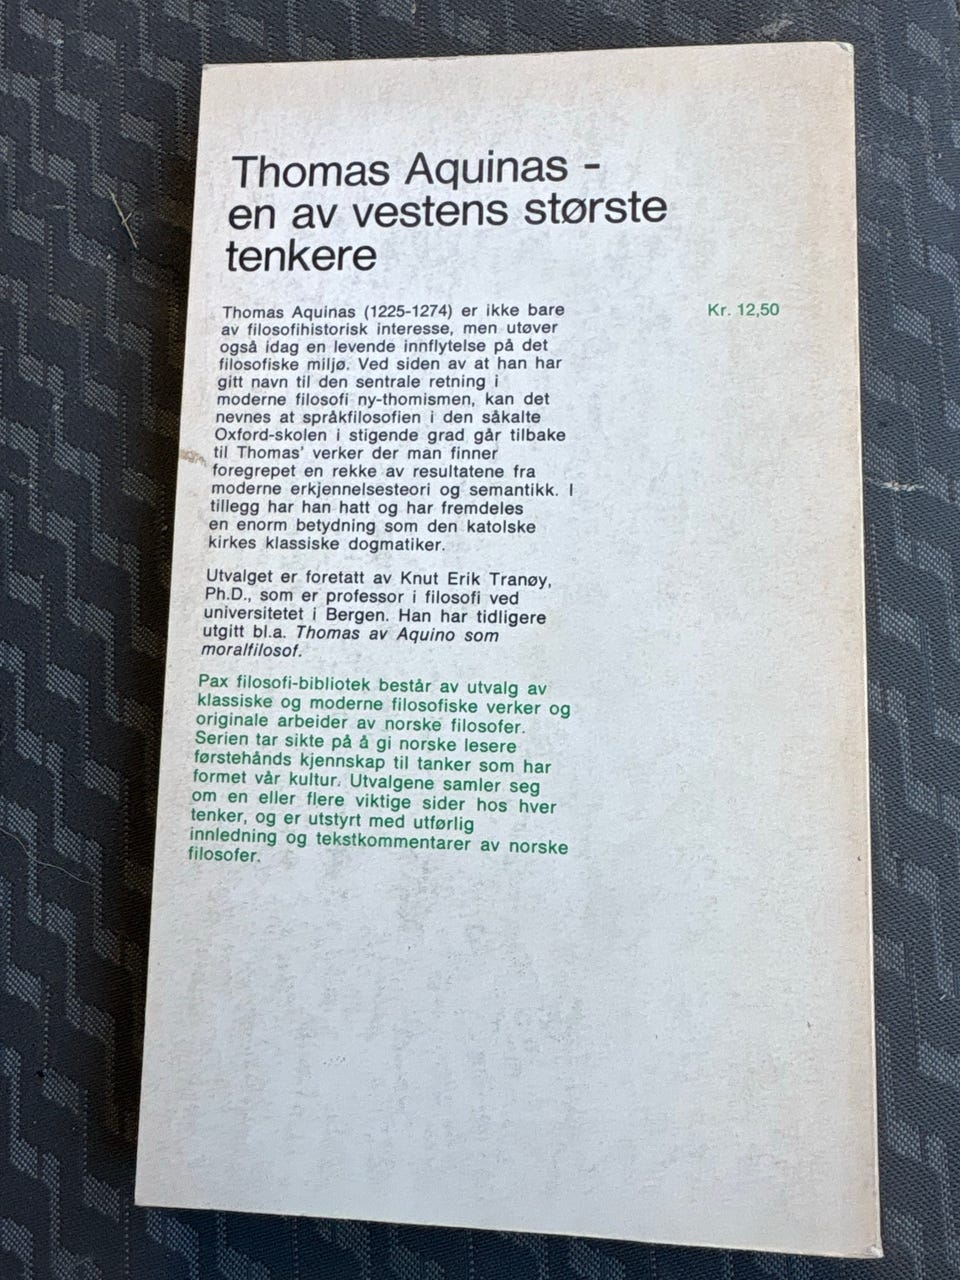 Thomas Aquinas -
en av vestens største
tenkere
Thomas Aquinas (1225-1274) er ikke bare
av filosofihistorisk interesse, men utøver
også idag en levende innflytelse på det
filosofiske miljø. Ved siden av at han har
gitt navn til den sentrale retning i
moderne filosofi ny-thomismen, kan det
nevnes at språkfilosofien i den såkalte
Oxford-skolen i stigende grad går tilbake
til Thomas' verker der man finner
foregrepet en rekke av resultatene fra
moderne erkjennelsesteori og semantikk. I
tillegg har han hatt og har fremdeles
en enorm betydning som den katolske
kirkes klassiske dogmatiker.
Utvalget er foretatt av Knut Erik Tranøy,
Ph.D., som er professor i filosofi ved
universitetet i Bergen. Han har tidligere
utgitt bl.a. Thomas av Aquino som
moralfilosof.
Pax filosofi-bibliotek består av utvalg av
klassiske og moderne filosofiske verker og
originale arbeider av norske filosofer.
Serien tar sikte på å gi norske lesere
førstehånds kjennskap til tanker som har
formet vår kultur. Utvalgene samler seg
om en eller flere viktige sider hos hver
tenker, og er utstyrt med utførlig
innledning og tekstkommentarer av norske
filosofer.
Kr. 12,50